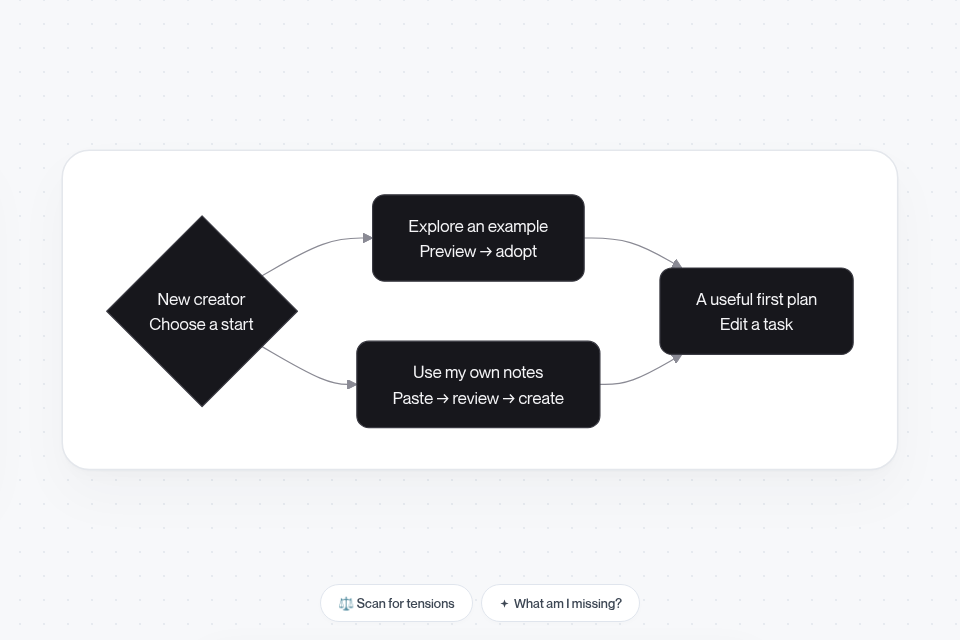 New creator
Choose a start
Explore an example
Preview → adopt
Use my own notes
Paste → review → create
A useful first plan
Edit a task
⚖️ Scan for tensions
✦ What am I missing?